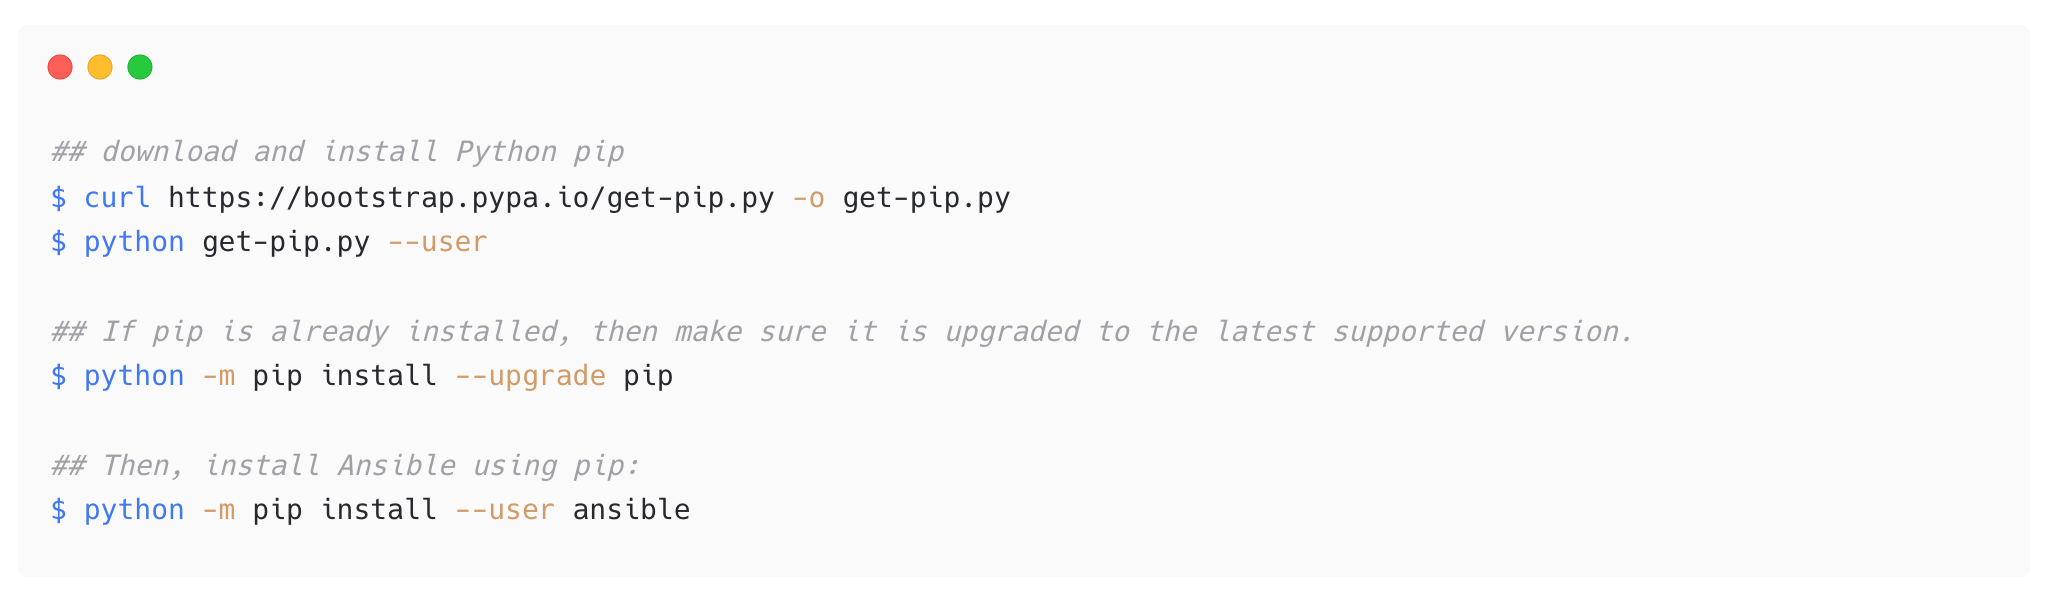 ## download and install Python pip
$ curl https://bootstrap.pypa.io/get-pip.py -o get-pip.py
$ python get-pip.py --user
## If pip is already installed, then make sure it is upgraded to the latest supported version.
$ python -m pip install --upgrade pip
## Then, install Ansible using pip:
$ python -m pip install --user ansible